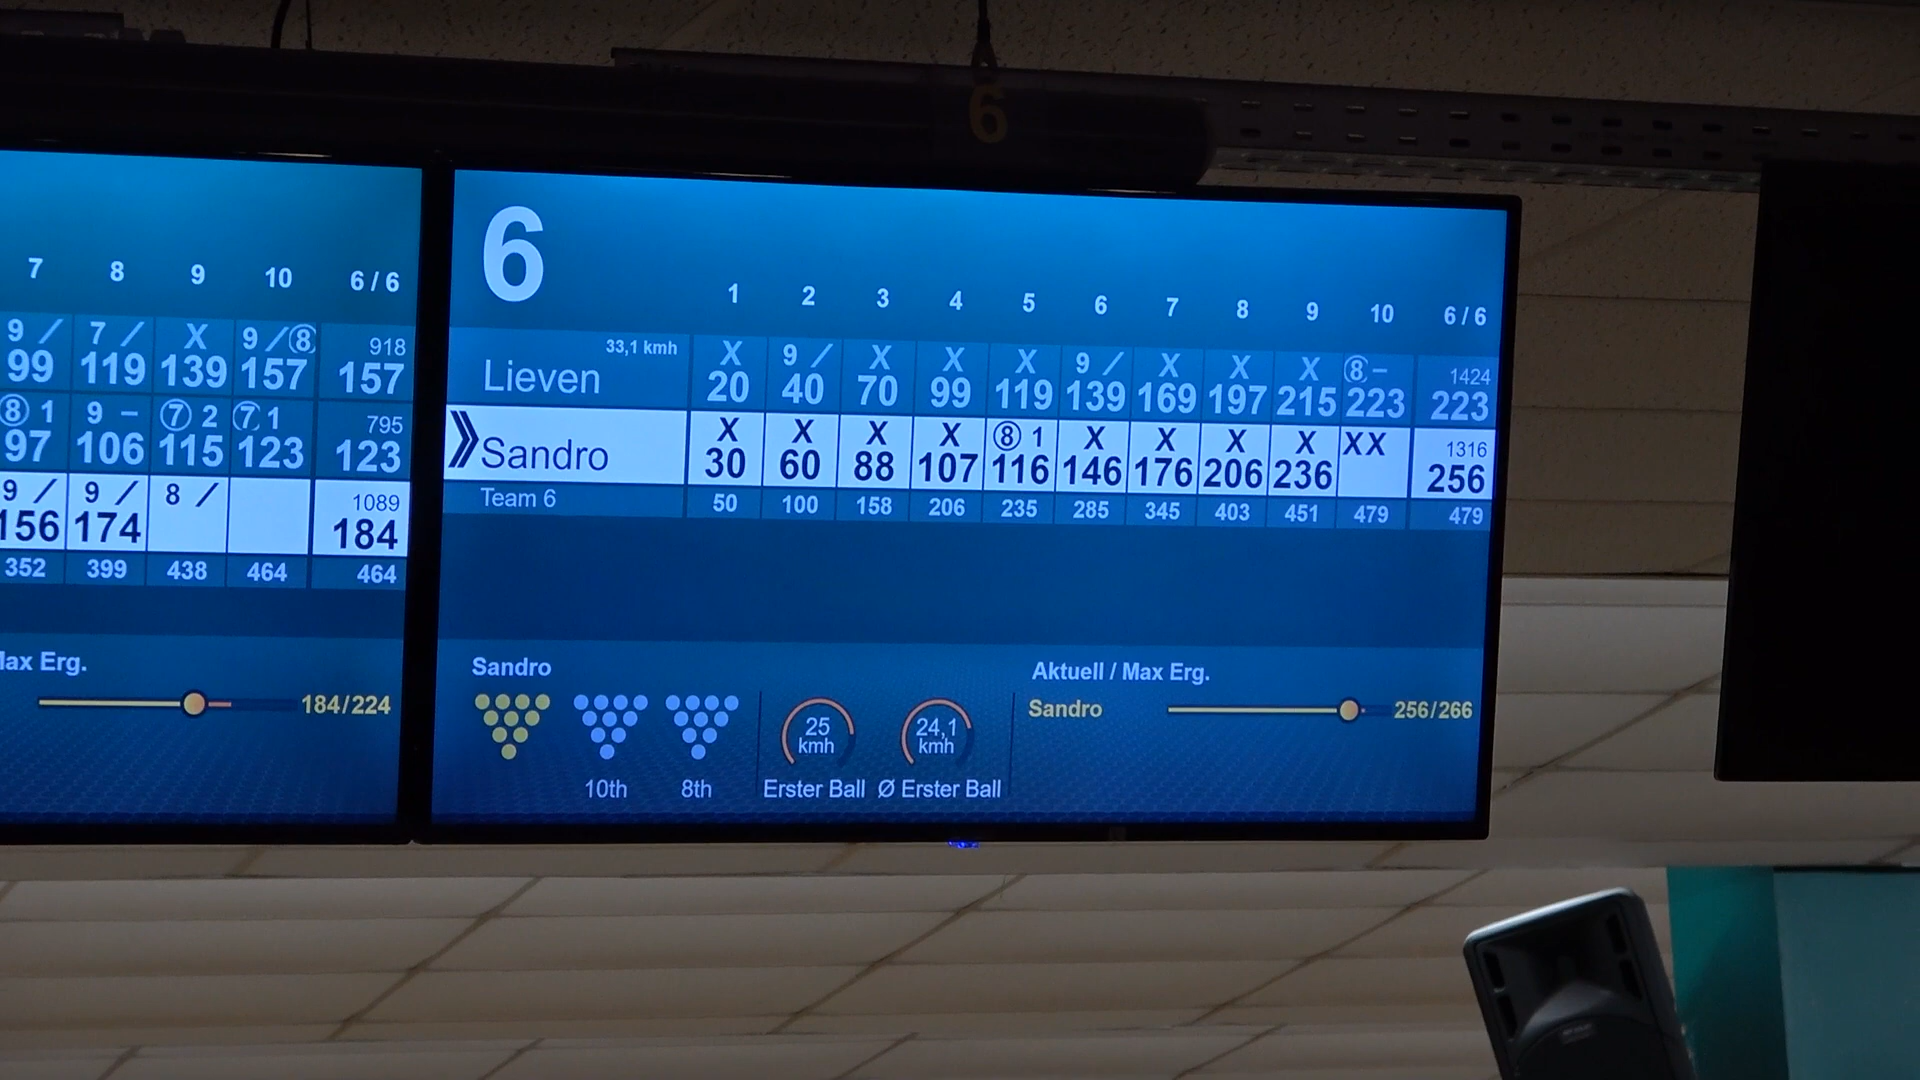 6
7 8 9 10 6 / 6
9 / 7 / X 9 / 8 918
99 119 139 157 157
8 1 9 - 7 2 7 1 795
97 106 115 123 123
9 / 9 / 8 / 1089
156 174 184
352 399 438 464 464
ax Erg.
184/224
6
1 2 3 4 5 6 7 8 9 10 6 / 6
33,1 kmh X 9 / X X X 9 / X X X 8 - 1424
Lieven 20 40 70 99 119 139 169 197 215 223 223
X X X X 8 1 X X X X XX 1316
Sandro 30 60 88 107 116 146 176 206 236 256
Team 6 50 100 158 206 235 285 345 403 451 479 479
Sandro
10th 8th
25 kmh
Erster Ball
24,1 kmh
Ø Erster Ball
Aktuell / Max Erg.
Sandro 256/266